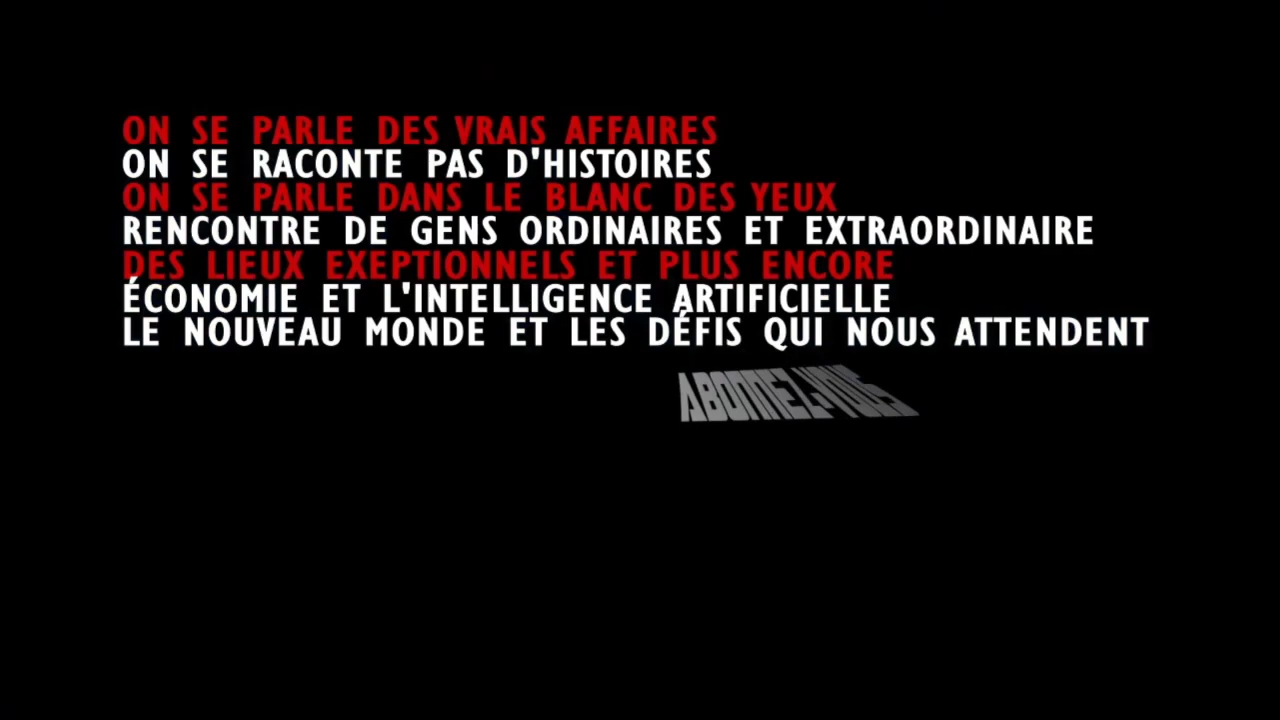 ON SE PARLE DES VRAIS AFFAIRES
ON SE RACONTE PAS D'HISTOIRES
ON SE PARLE DANS LE BLANC DES YEUX
RENCONTRE DE GENS ORDINAIRES ET EXTRAORDINAIRE
DES LIEUX EXEPTIONNELS ET PLUS ENCORE
ÉCONOMIE ET L'INTELLIGENCE ARTIFICIELLE
LE NOUVEAU MONDE ET LES DÉFIS QUI NOUS ATTENDENT
ABONNEZ-VOUS